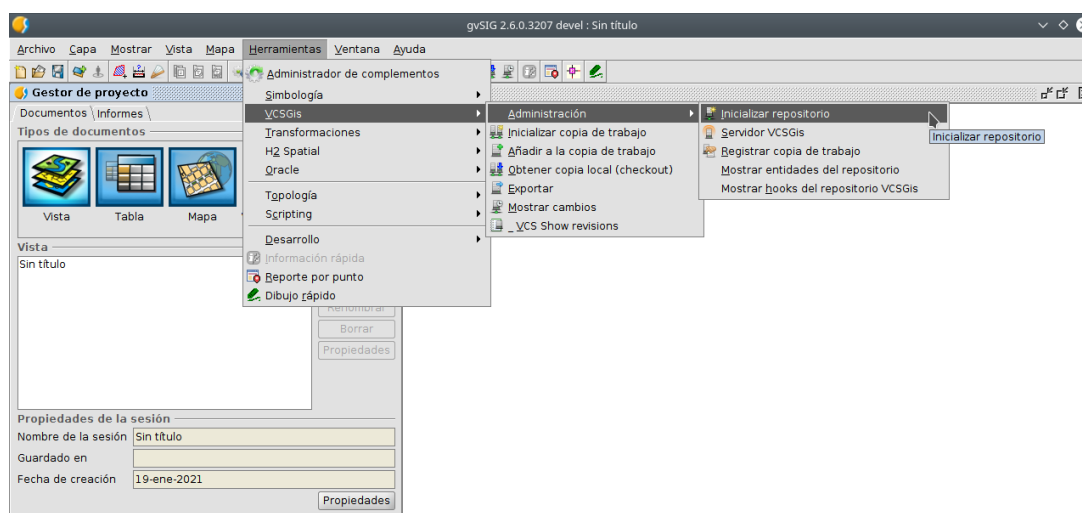 gvSIG 2.6.0.3207 devel : Sin título
Archivo Capa Mostrar Vista Mapa Herramientas Ventana Ayuda
Gestor de proyecto
Documentos Informes
Tipos de documentos
Vista Tabla Mapa
Vista
Sin título
Renombrar
Borrar
Propiedades
Propiedades de la sesión
Nombre de la sesión Sin título
Guardado en
Fecha de creación 19-ene-2021
Propiedades
Administrador de complementos
Simbología
VCSGis
Transformaciones
H2 Spatial
Oracle
Topología
Scripting
Desarrollo
Información rápida
Reporte por punto
Dibujo rápido
Administración
Inicializar copia de trabajo
Añadir a la copia de trabajo
Obtener copia local (checkout)
Exportar
Mostrar cambios
_VCS Show revisions
Inicializar repositorio
Servidor VCSGis
Registrar copia de trabajo
Mostrar entidades del repositorio
Mostrar hooks del repositorio VCSGis
Inicializar repositorio